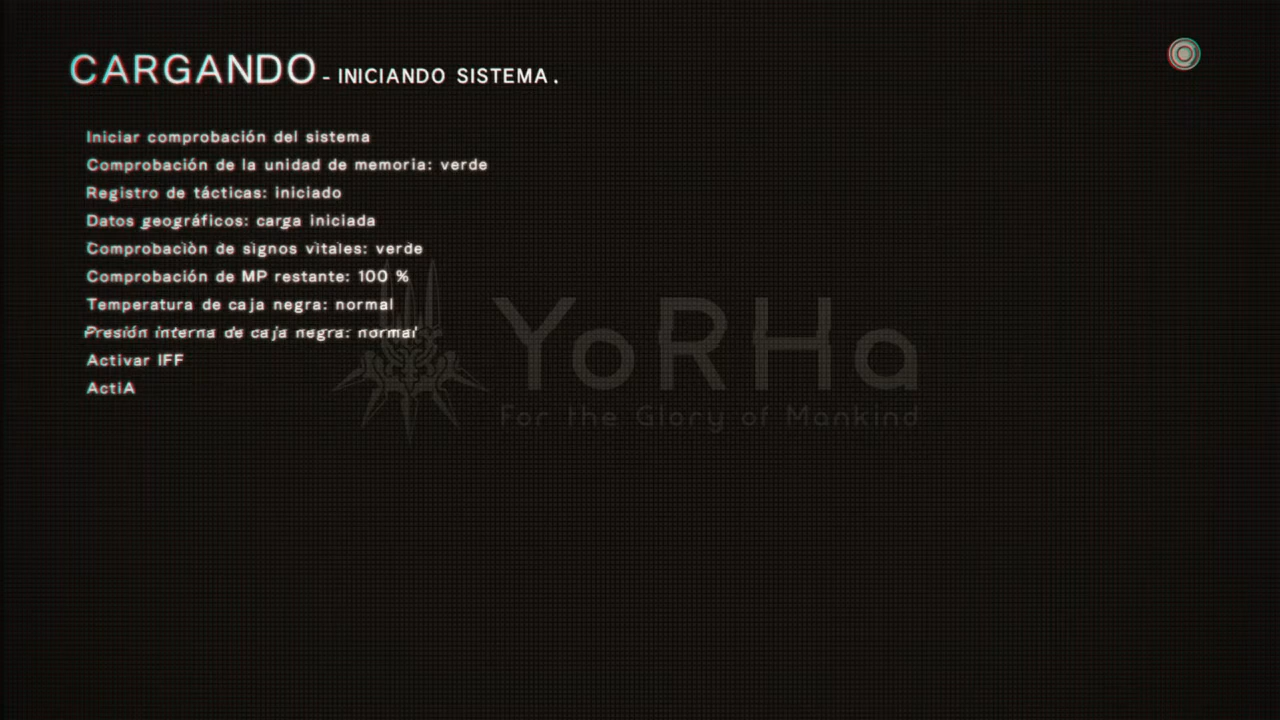 CARGANDO - INICIANDO SISTEMA.
Iniciar comprobación del sistema
Comprobación de la unidad de memoria: verde
Registro de tácticas: iniciado
Datos geográficos: carga iniciada
Comprobación de signos vitales: verde
Comprobación de MP restante: 100 %
Temperatura de caja negra: normal
Presión interna de caja negra: normal
Activar IFF
ActiA
YoRHa
For the Glory of Mankind